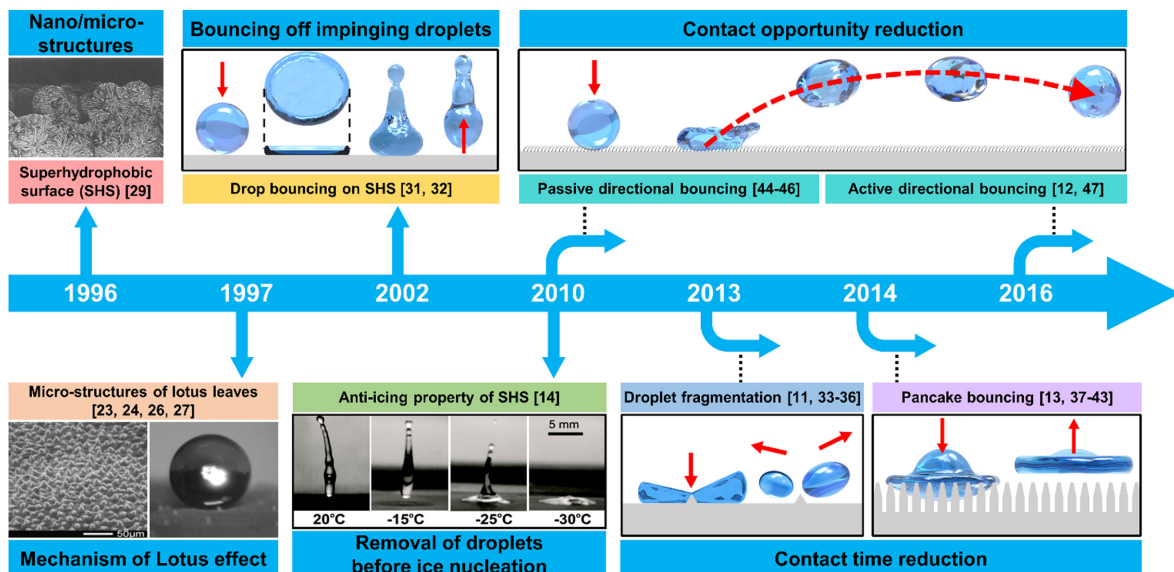 Nano/micro-
structures
Bouncing off impinging droplets
Contact opportunity reduction
Superhydrophobic
surface (SHS) [29]
Drop bouncing on SHS [31, 32]
Passive directional bouncing [44-46]
Active directional bouncing [12, 47]
1996
1997
2002
2010
2013
2014
2016
Micro-structures of lotus leaves
[23, 24, 26, 27]
Anti-icing property of SHS [14]
Droplet fragmentation [11, 33-36]
Pancake bouncing [13, 37-43]
5 mm
50μm
20°C
-15°C
-25°C
-30°C
Mechanism of Lotus effect
Removal of droplets
before ice nucleation
Contact time reduction